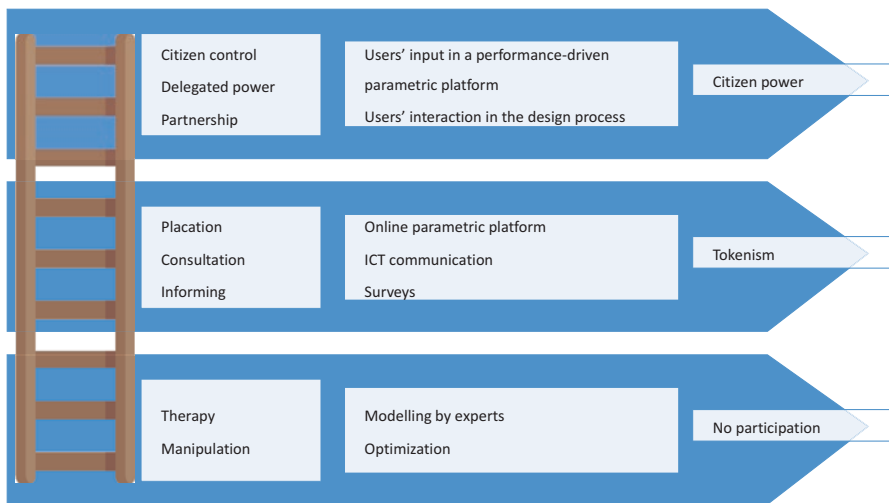 Citizen control
Delegated power
Partnership
Users’ input in a performance-driven
parametric platform
Users’ interaction in the design process
Citizen power
Placation
Consultation
Informing
Online parametric platform
ICT communication
Surveys
Tokenism
Therapy
Manipulation
Modelling by experts
Optimization
No participation